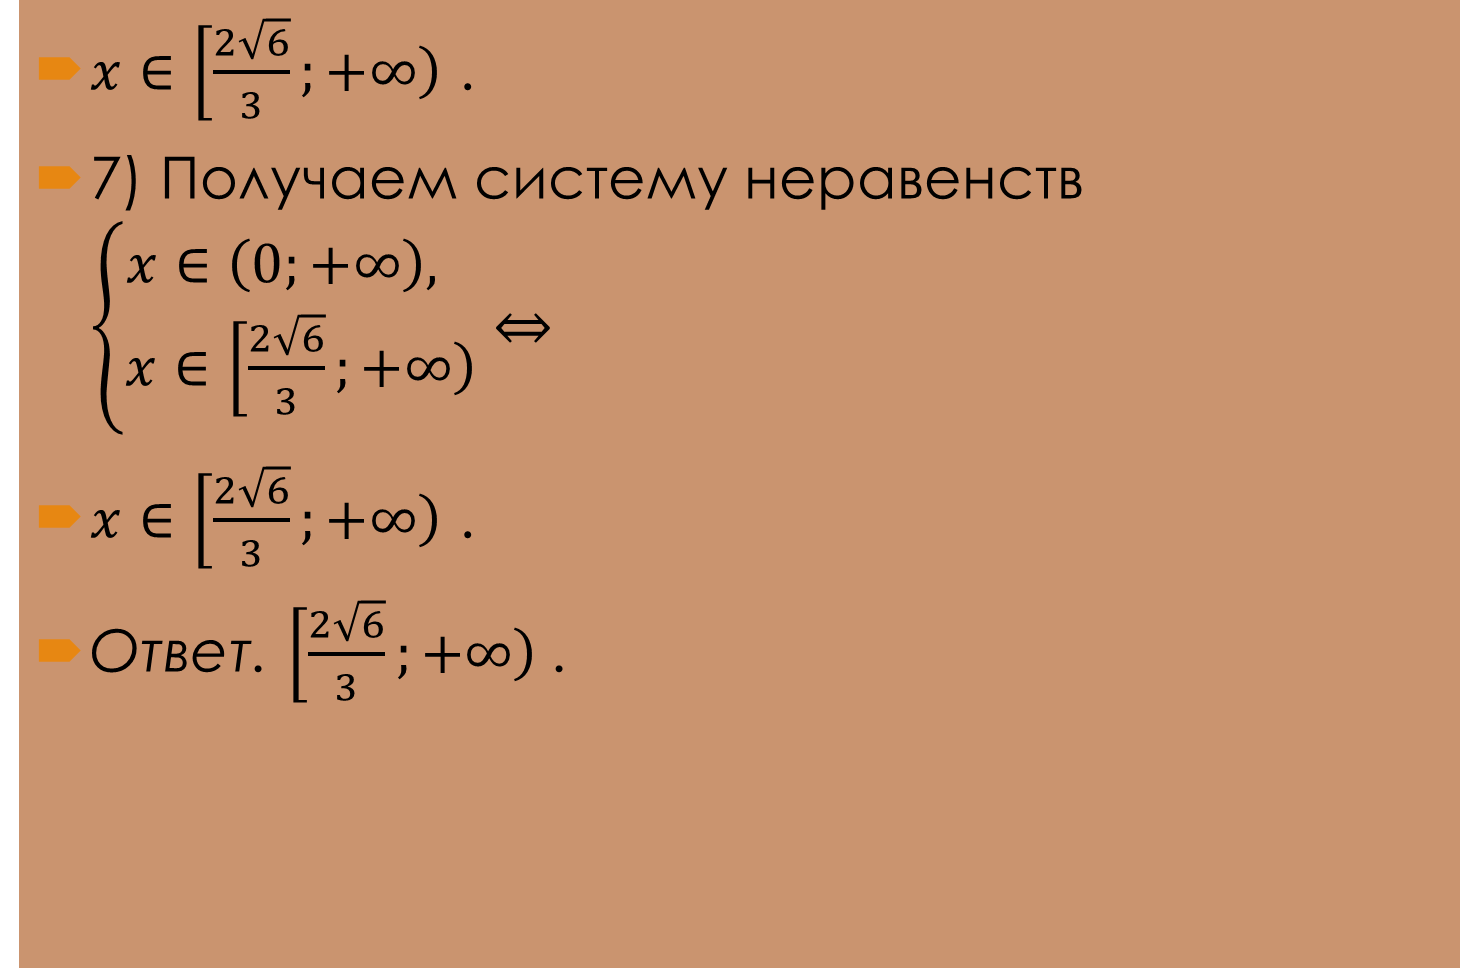 x ∈ [2√6/3; +∞) .
7) Получаем систему неравенств
{x ∈ (0; +∞),
x ∈ [2√6/3; +∞) ⇔
x ∈ [2√6/3; +∞) .
Ответ. [2√6/3; +∞) .